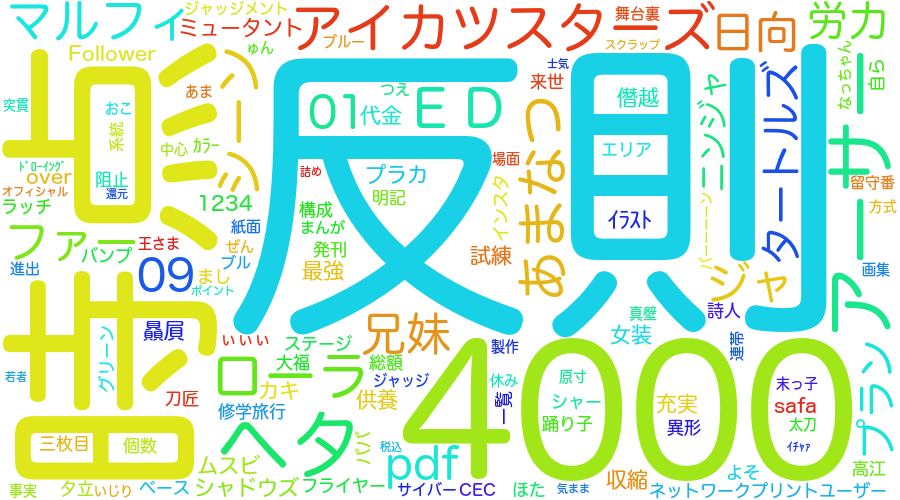 マルフィ
ジャッジメント
ミュータント
アイカツスターズ
舞台裏
日向
労力
Follower
ゅん
ブルー
スクラップ
なっちゃん
自ら
士気
来世
僭越
ニンジャ
タートルズ
サ
突貫
おこ
系統
あま
シーン
01
代金
つえ
ＥＤ
エリア
中心
ｶﾗｰ
ﾄﾞﾛｰｲﾝｸﾞ
over
阻止
還元
オフィシャル
ラッチ
1234
詰め
場面
プラカ
明記
インスタ
あまなつ
反則
留守番
方式
構成
まんが
紙面
ｲﾗｽﾄ
ファー
バンプ
王さま
ぜん
ブル
発刊
最強
試練
進出
09
まし
ポイント
ジャ
アー
画集
詩人
贔屓
兄妹
真壁
女装
連帯
若者
グリーン
いいい
ステージ
大福
総額
製作
プラン
ローラ
ジャッジ
カキ
供養
刀匠
修学旅行
4000
休み
原寸
シャー
踊り子
一覧
末っ子
充実
safa
異形
太刀
ｲﾁｬｧ
三枚目
個数
ヘタ
パパ
税込
pdf
ムスビ
高江
よそ
収縮
事実
夕立
いじり
ベース
シャドウズ
フライヤー
サイバー
CEC
ほた
気まま
ネットワークプリント
ユーザー